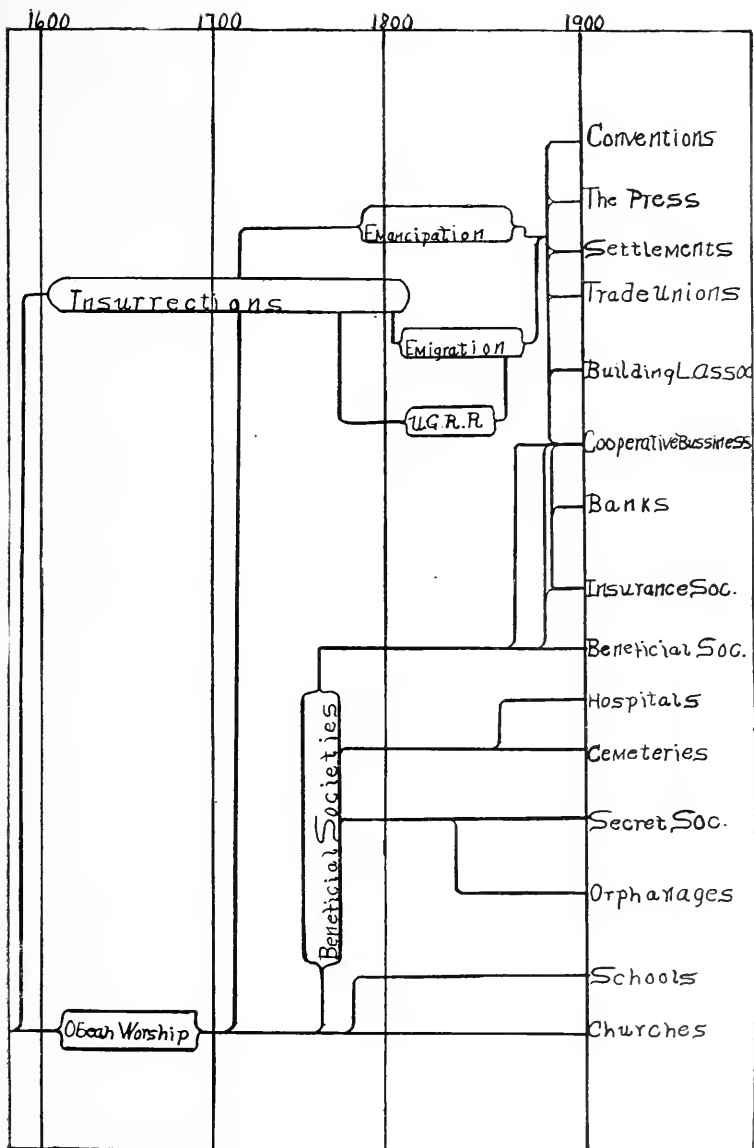 1600 1700 1800 1900
Conventions
The Press
Emancipation
Settlements
Insurrections
Trade Unions
Emigration
Building L. Assoc
U.G.R.R
Cooperative Bussiness
Banks
Insurance Soc.
Beneficial Soc.
Beneficial Societies
Hospitals
Cemeteries
Secret Soc.
Orphanages
Schools
Obeah Worship
Churches